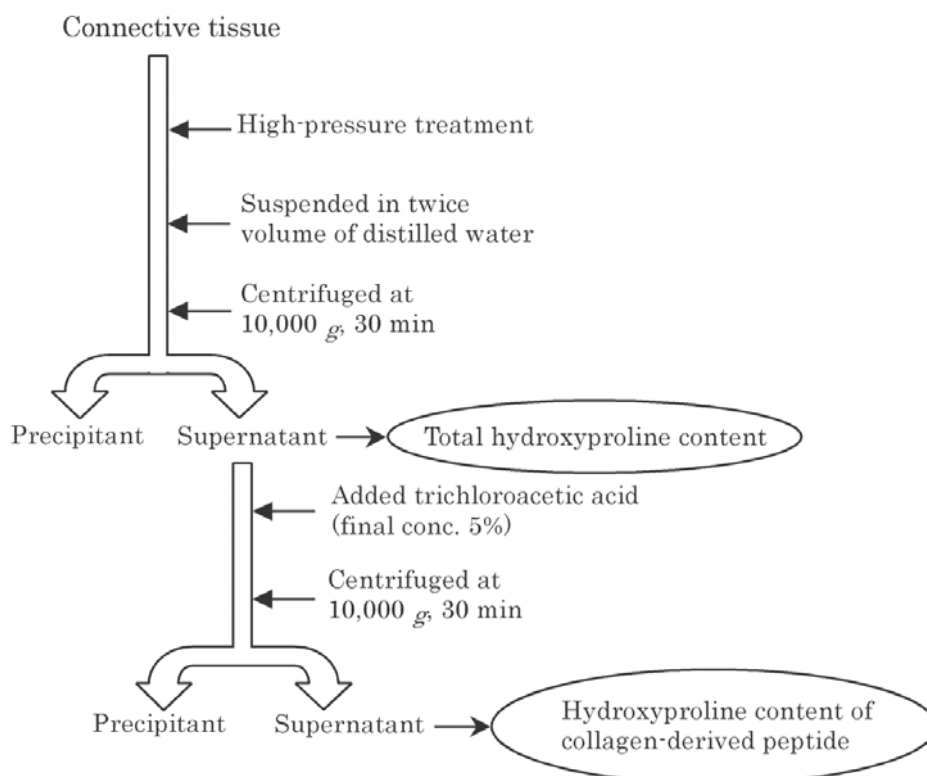 Connective tissue
High-pressure treatment
Suspended in twice
volume of distilled water
Centrifuged at
10,000 g, 30 min
Precipitant
Supernatant
Total hydroxyproline content
Added trichloroacetic acid
(final conc. 5%)
Centrifuged at
10,000 g, 30 min
Precipitant
Supernatant
Hydroxyproline content of
collagen-derived peptide